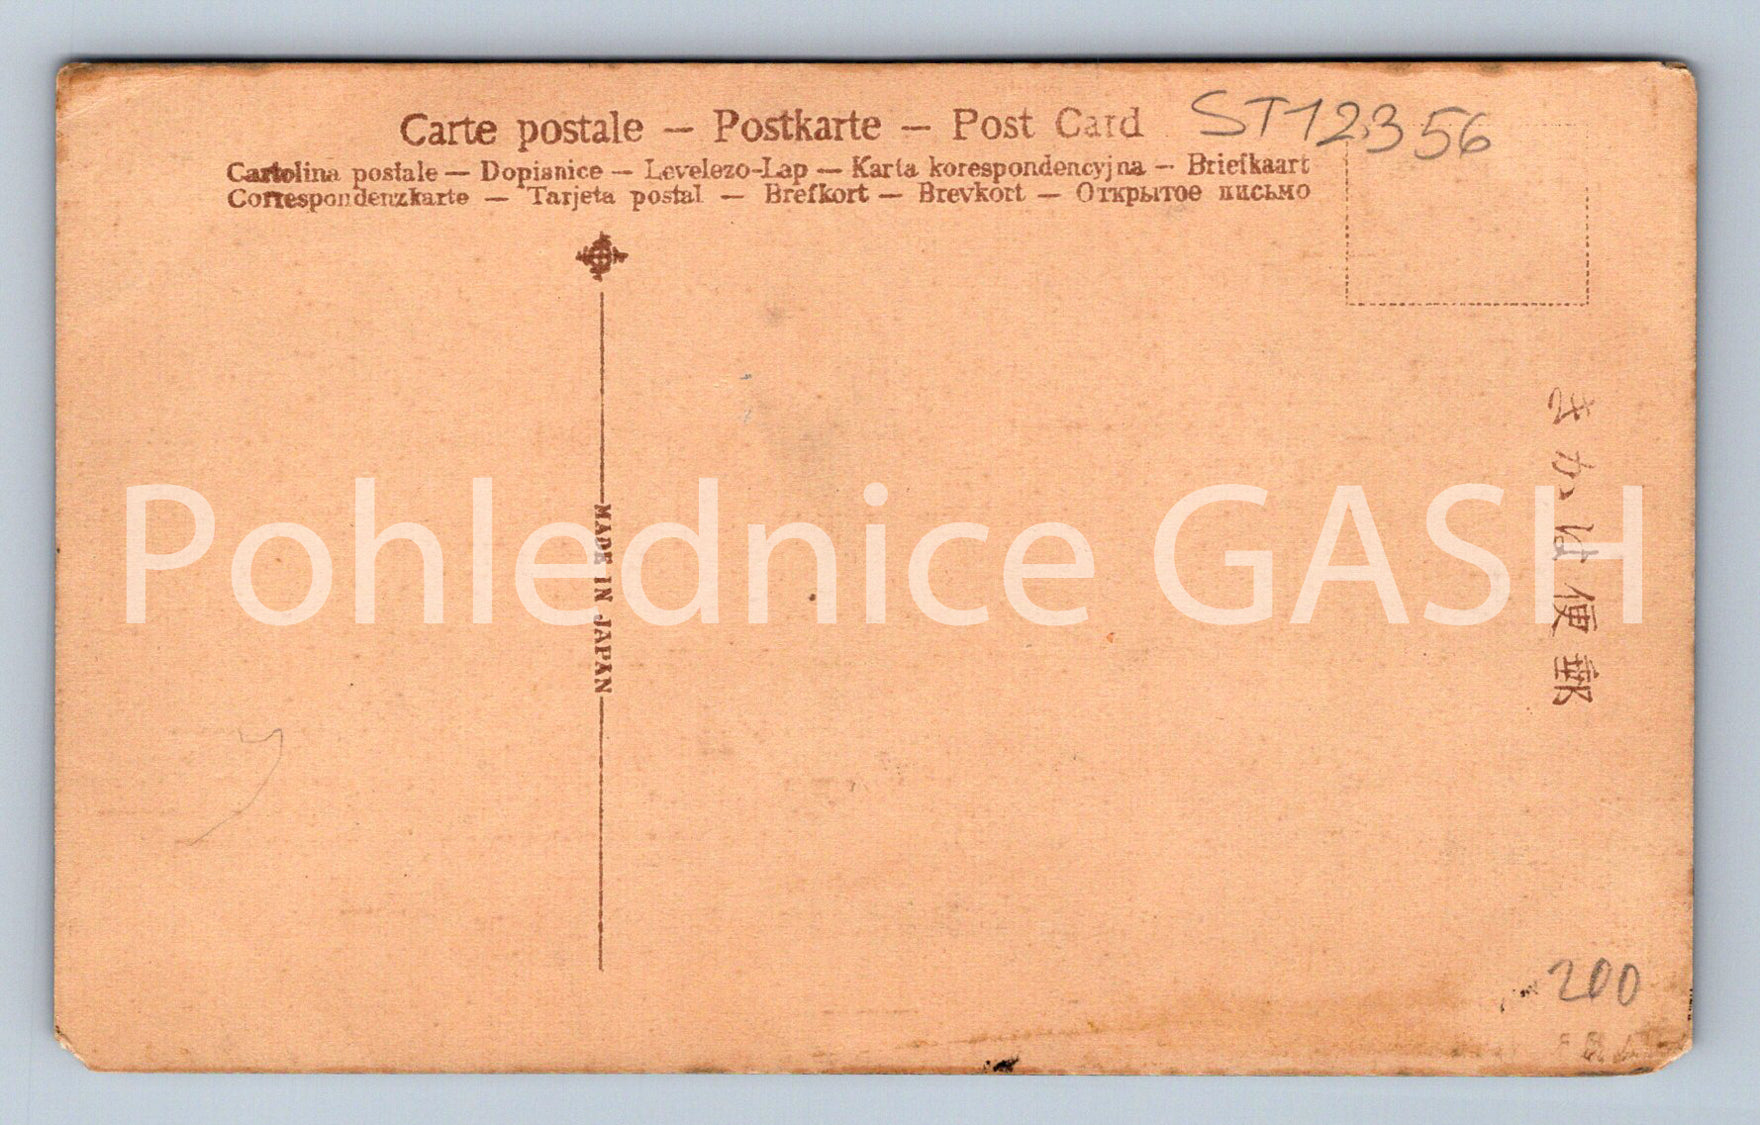 Carte postale — Postkarte — Post Card
ST12356
Cartolina postale — Dopisnice — Levelezo-Lap — Karta korespondencyjna — Briefkaart
Correspondenzkarte — Tarjeta postal — Brefkort — Brevkort — Открытое письмо
MADE IN JAPAN
きかは便郵
Pohlednice GASH
200